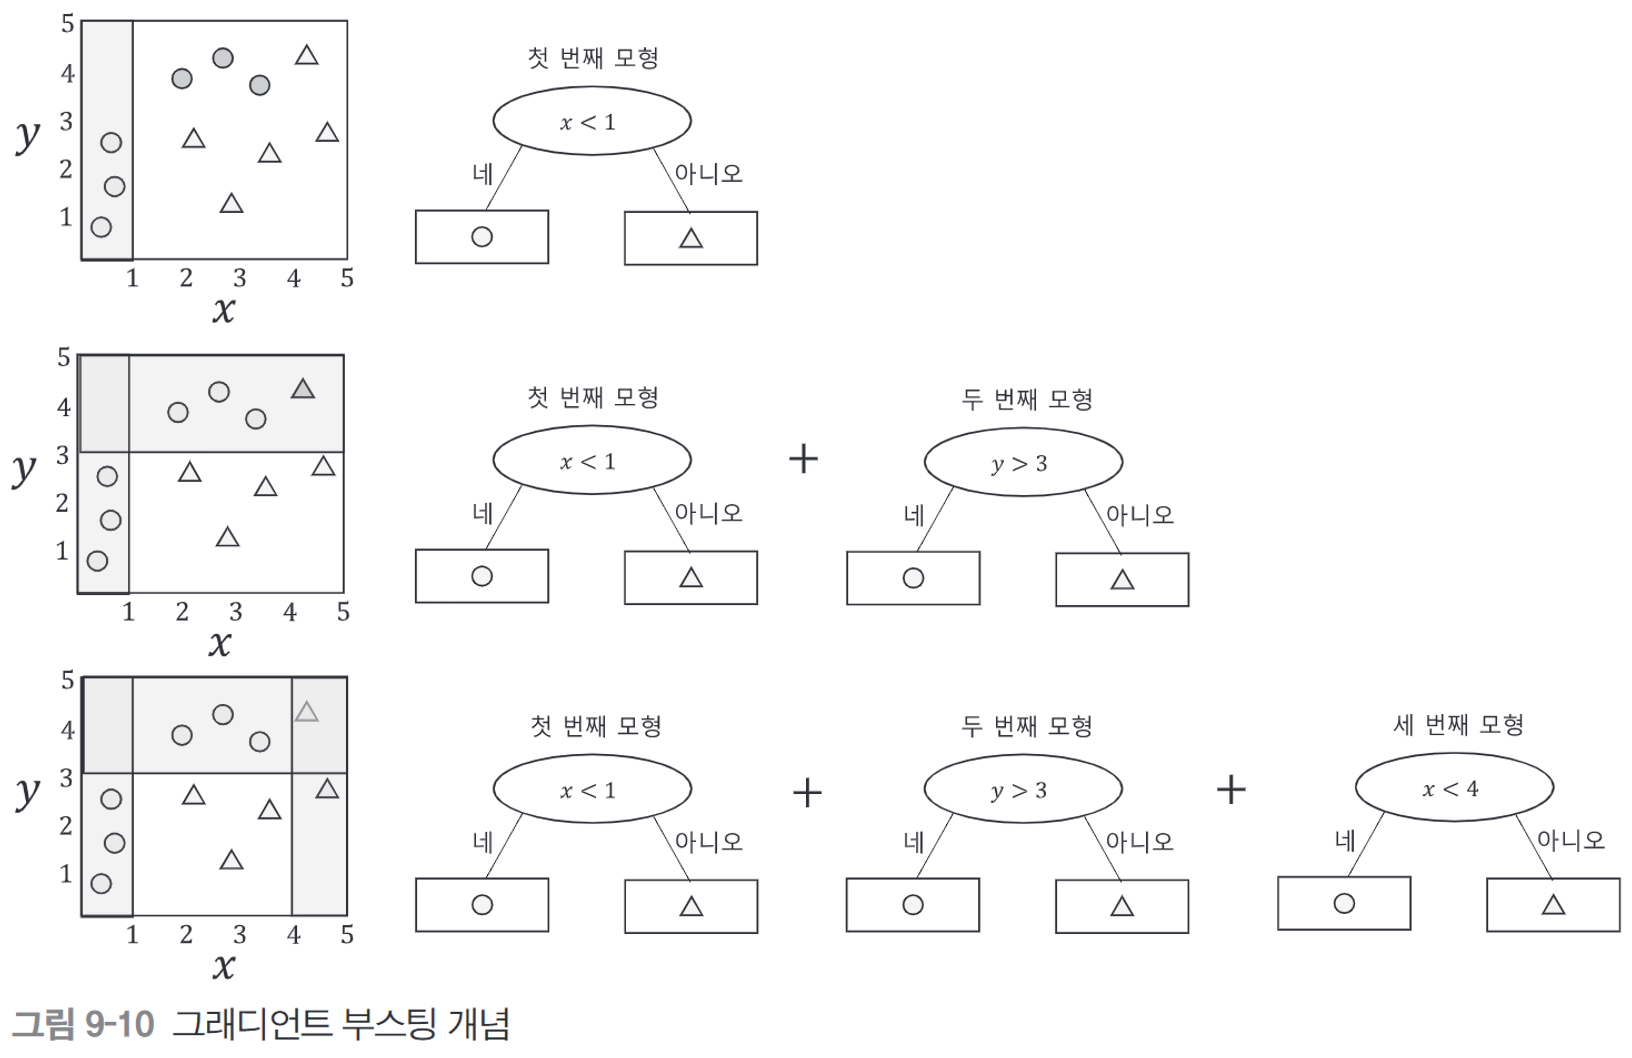 5
4
3
2
1
y
1 2 3 4 5
x
첫 번째 모형
x < 1
네 아니오
5
4
3
2
1
y
1 2 3 4 5
x
첫 번째 모형 두 번째 모형
x < 1 + y > 3
네 아니오 네 아니오
5
4
3
2
1
y
1 2 3 4 5
x
첫 번째 모형 두 번째 모형 세 번째 모형
x < 1 + y > 3 + x < 4
네 아니오 네 아니오 네 아니오
그림 9-10 그래디언트 부스팅 개념